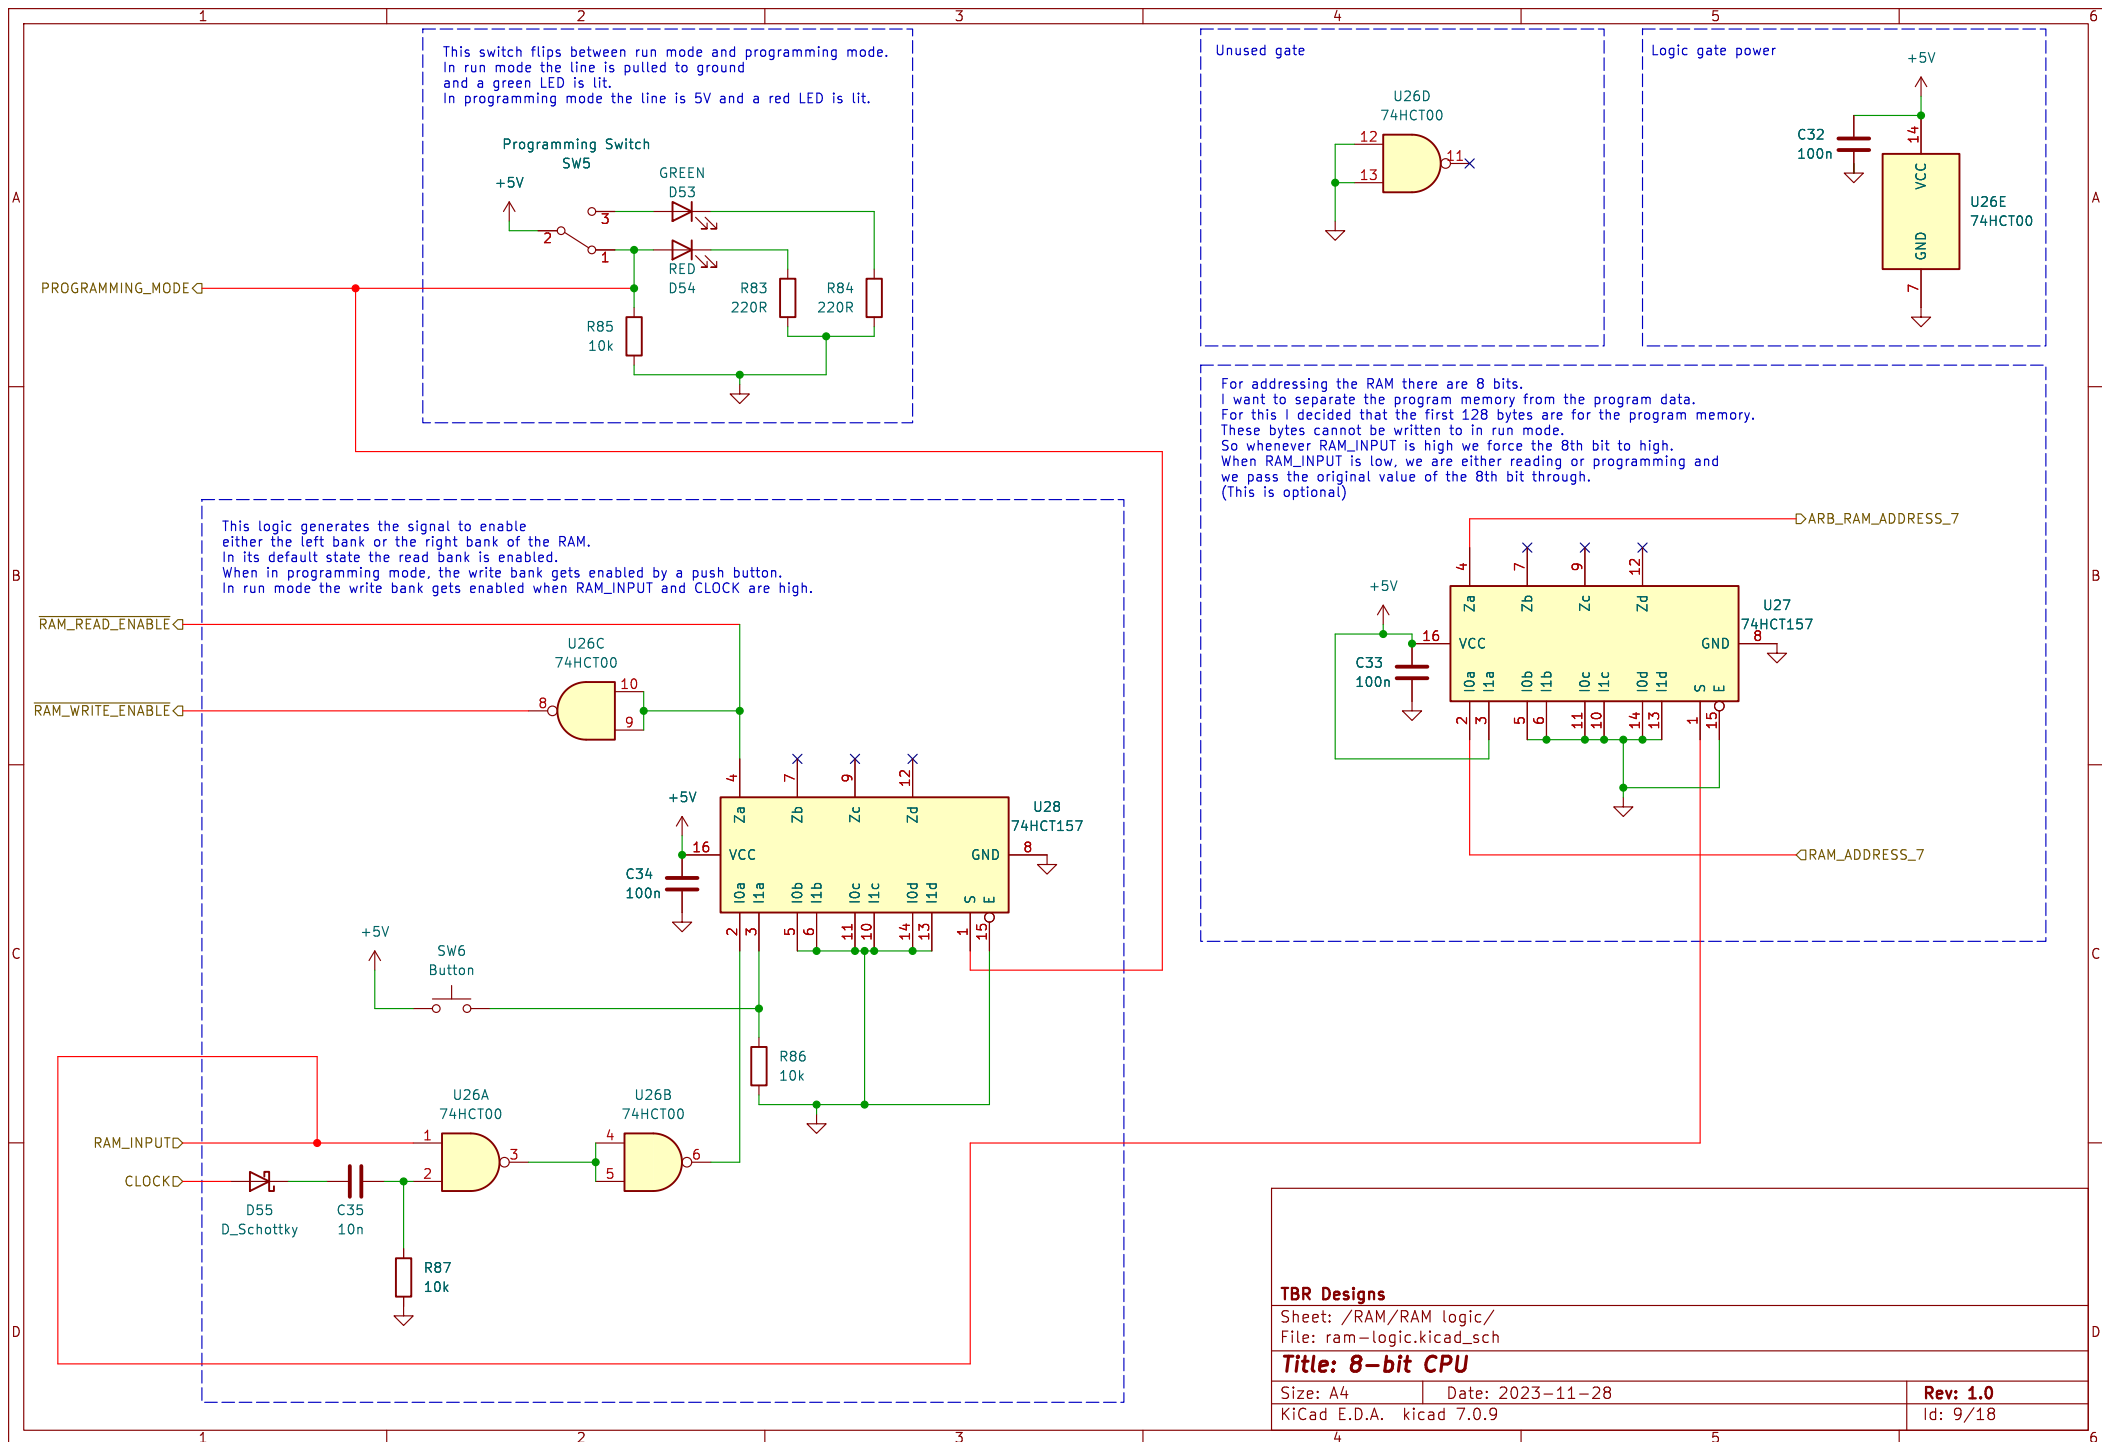 1 2 3 4 5 6
This switch flips between run mode and programming mode.
In run mode the line is pulled to ground
and a green LED is lit.
In programming mode the line is 5V and a red LED is lit.
Programming Switch
SW5
+5V
GREEN
D53
3
2
1
RED
D54
PROGRAMMING_MODE
R83
220R
R84
220R
R85
10k
Unused gate
U26D
74HCT00
12
13
11
Logic gate power
+5V
C32
100n
14
VCC
GND
7
U26E
74HCT00
A
A
For addressing the RAM there are 8 bits.
I want to separate the program memory from the program data.
For this I decided that the first 128 bytes are for the program memory.
These bytes cannot be written to in run mode.
So whenever RAM_INPUT is high we force the 8th bit to high.
When RAM_INPUT is low, we are either reading or programming and
we pass the original value of the 8th bit through.
(This is optional)
ARB_RAM_ADDRESS_7
4 7 9 12
+5V
Za Zb Zc Zd
U27
74HCT157
16
VCC
GND
8
C33
100n
I0a I1a I0b I1b I0c I1c I0d I1d S E
2 3 5 6 11 10 14 13 1 15
RAM_ADDRESS_7
B
B
This logic generates the signal to enable
either the left bank or the right bank of the RAM.
In its default state the read bank is enabled.
When in programming mode, the write bank gets enabled by a push button.
In run mode the write bank gets enabled when RAM_INPUT and CLOCK are high.
RAM_READ_ENABLE
U26C
74HCT00
10
8
9
RAM_WRITE_ENABLE
4 7 9 12
+5V
Za Zb Zc Zd
U28
74HCT157
16
VCC
GND
8
C34
100n
I0a I1a I0b I1b I0c I1c I0d I1d S E
2 3 5 6 11 10 14 13 1 15
+5V
SW6
Button
C
C
R86
10k
U26A
74HCT00
U26B
74HCT00
RAM_INPUT
1
2
3
4
5
6
CLOCK
D55
D_Schottky
C35
10n
R87
10k
D
D
TBR Designs
Sheet: /RAM/RAM logic/
File: ram-logic.kicad_sch
Title: 8-bit CPU
Size: A4 Date: 2023-11-28 Rev: 1.0
KiCad E.D.A. kicad 7.0.9 Id: 9/18
1 2 3 4 5 6